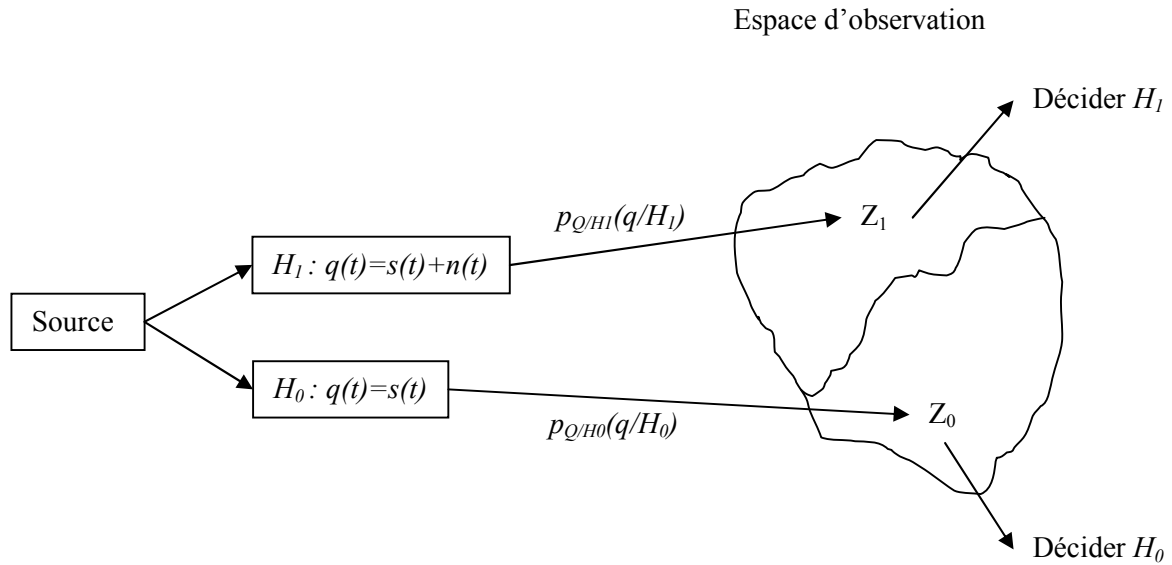 Espace d'observation
Décider H1
pQ/H1(q/H1)
Z1
H1 : q(t)=s(t)+n(t)
Source
H0 : q(t)=s(t)
pQ/H0(q/H0)
Z0
Décider H0